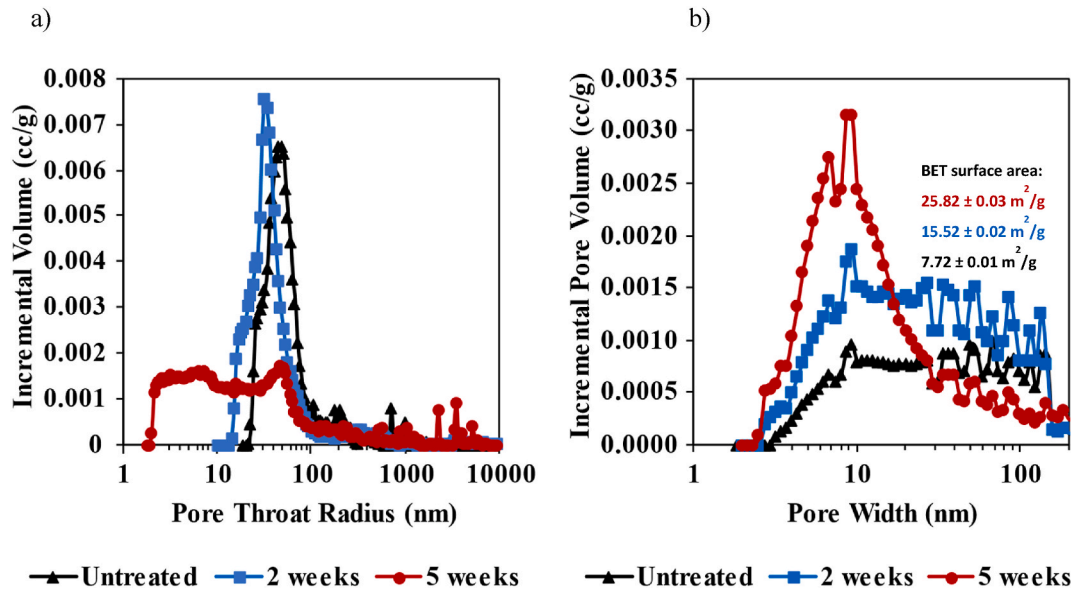 a)
0.008
0.007
0.006
0.005
0.004
0.003
0.002
0.001
0
Incremental Volume (cc/g)
1
10
100
1000
10000
Pore Throat Radius (nm)
Untreated
2 weeks
5 weeks
b)
0.0035
0.0030
0.0025
0.0020
0.0015
0.0010
0.0005
0.0000
Incremental Pore Volume (cc/g)
BET surface area:
25.82 ± 0.03 m²/g
15.52 ± 0.02 m²/g
7.72 ± 0.01 m²/g
1
10
100
Pore Width (nm)
Untreated
2 weeks
5 weeks